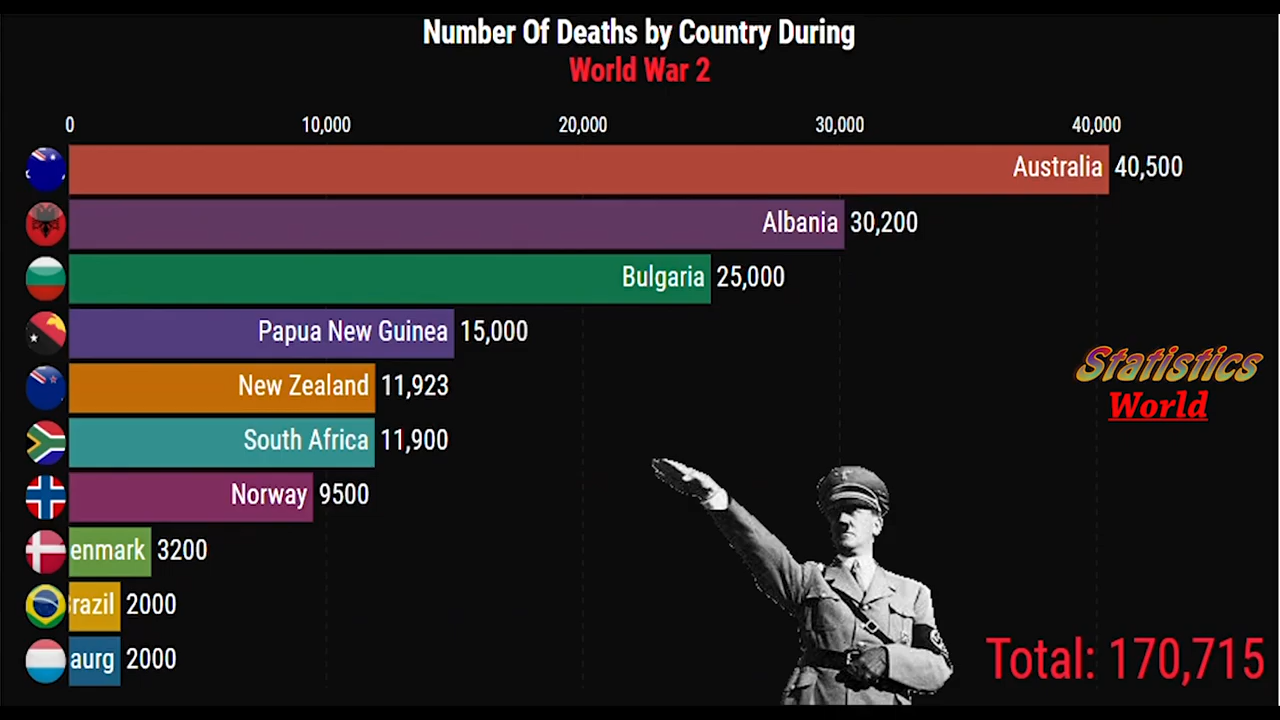 Number Of Deaths by Country During
World War 2
0 10,000 20,000 30,000 40,000
Australia 40,500
Albania 30,200
Bulgaria 25,000
Papua New Guinea 15,000
New Zealand 11,923
South Africa 11,900
Norway 9500
enmark 3200
razil 2000
aurg 2000
Statistics
World
Total: 170,715